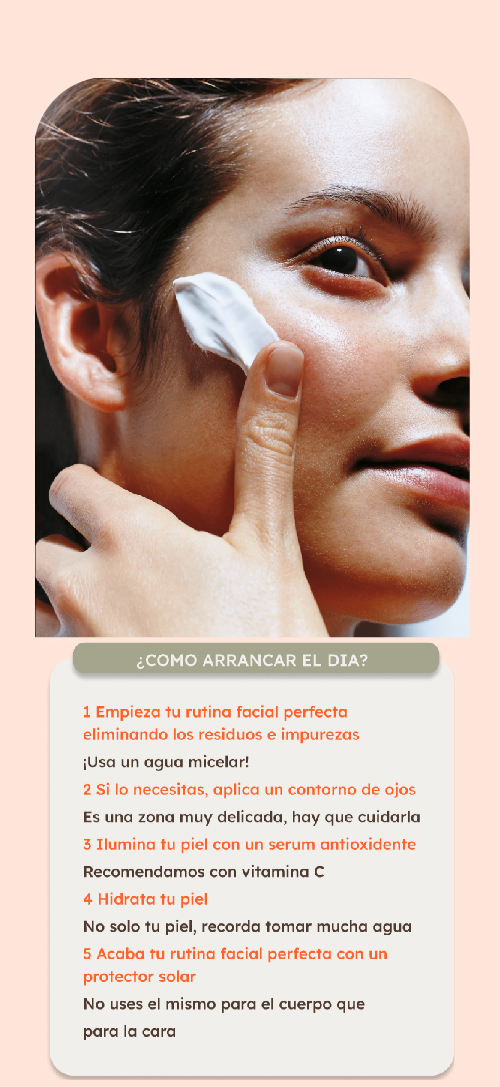 ¿COMO ARRANCAR EL DIA?
1 Empieza tu rutina facial perfecta
eliminando los residuos e impurezas
¡Usa un agua micelar!
2 Si lo necesitas, aplica un contorno de ojos
Es una zona muy delicada, hay que cuidarla
3 Ilumina tu piel con un serum antioxidente
Recomendamos con vitamina C
4 Hidrata tu piel
No solo tu piel, recorda tomar mucha agua
5 Acaba tu rutina facial perfecta con un
protector solar
No uses el mismo para el cuerpo que
para la cara